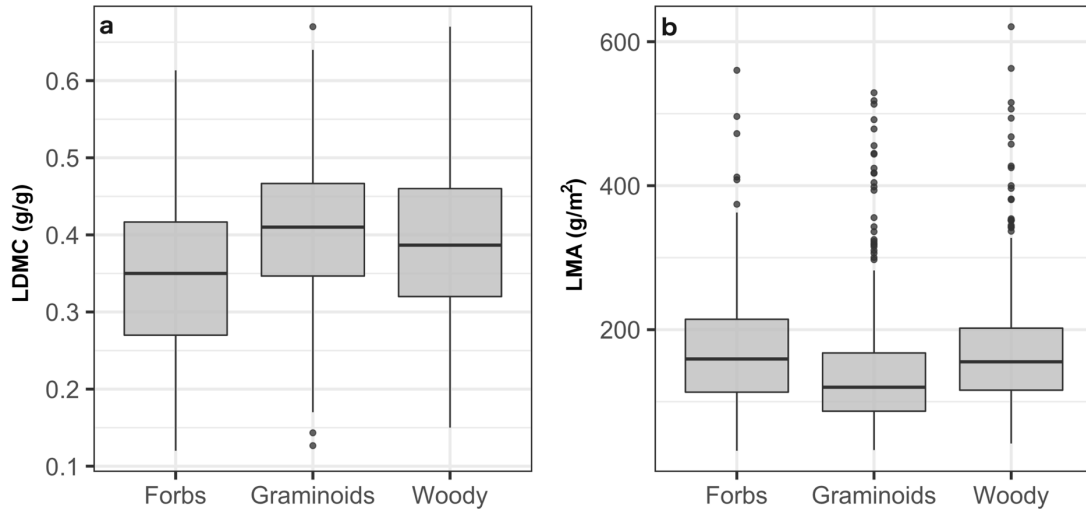 a
LDMC (g/g)
0.6
0.5
0.4
0.3
0.2
0.1
Forbs Graminoids Woody
b
LMA (g/m²)
600
400
200
Forbs Graminoids Woody